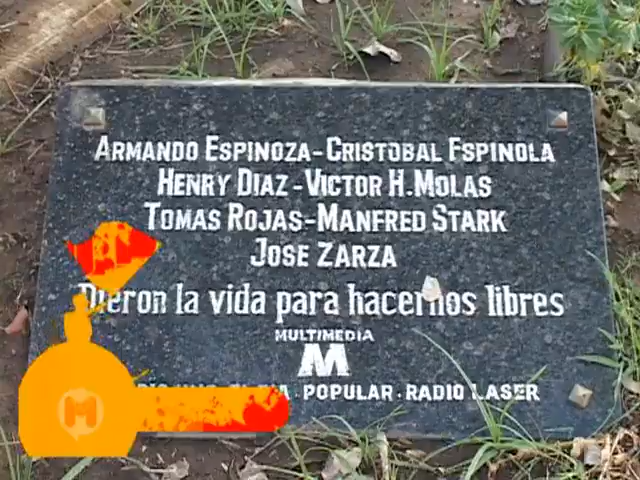 ARMANDO ESPINOZA-CRISTOBAL ESPINOLA
HENRY DIAZ-VICTOR H.MOLAS
TOMAS ROJAS-MANFRED STARK
JOSE ZARZA
Dieron la vida para hacernos libres
MULTIMEDIA
M
POPULAR · RADIO LASER
M